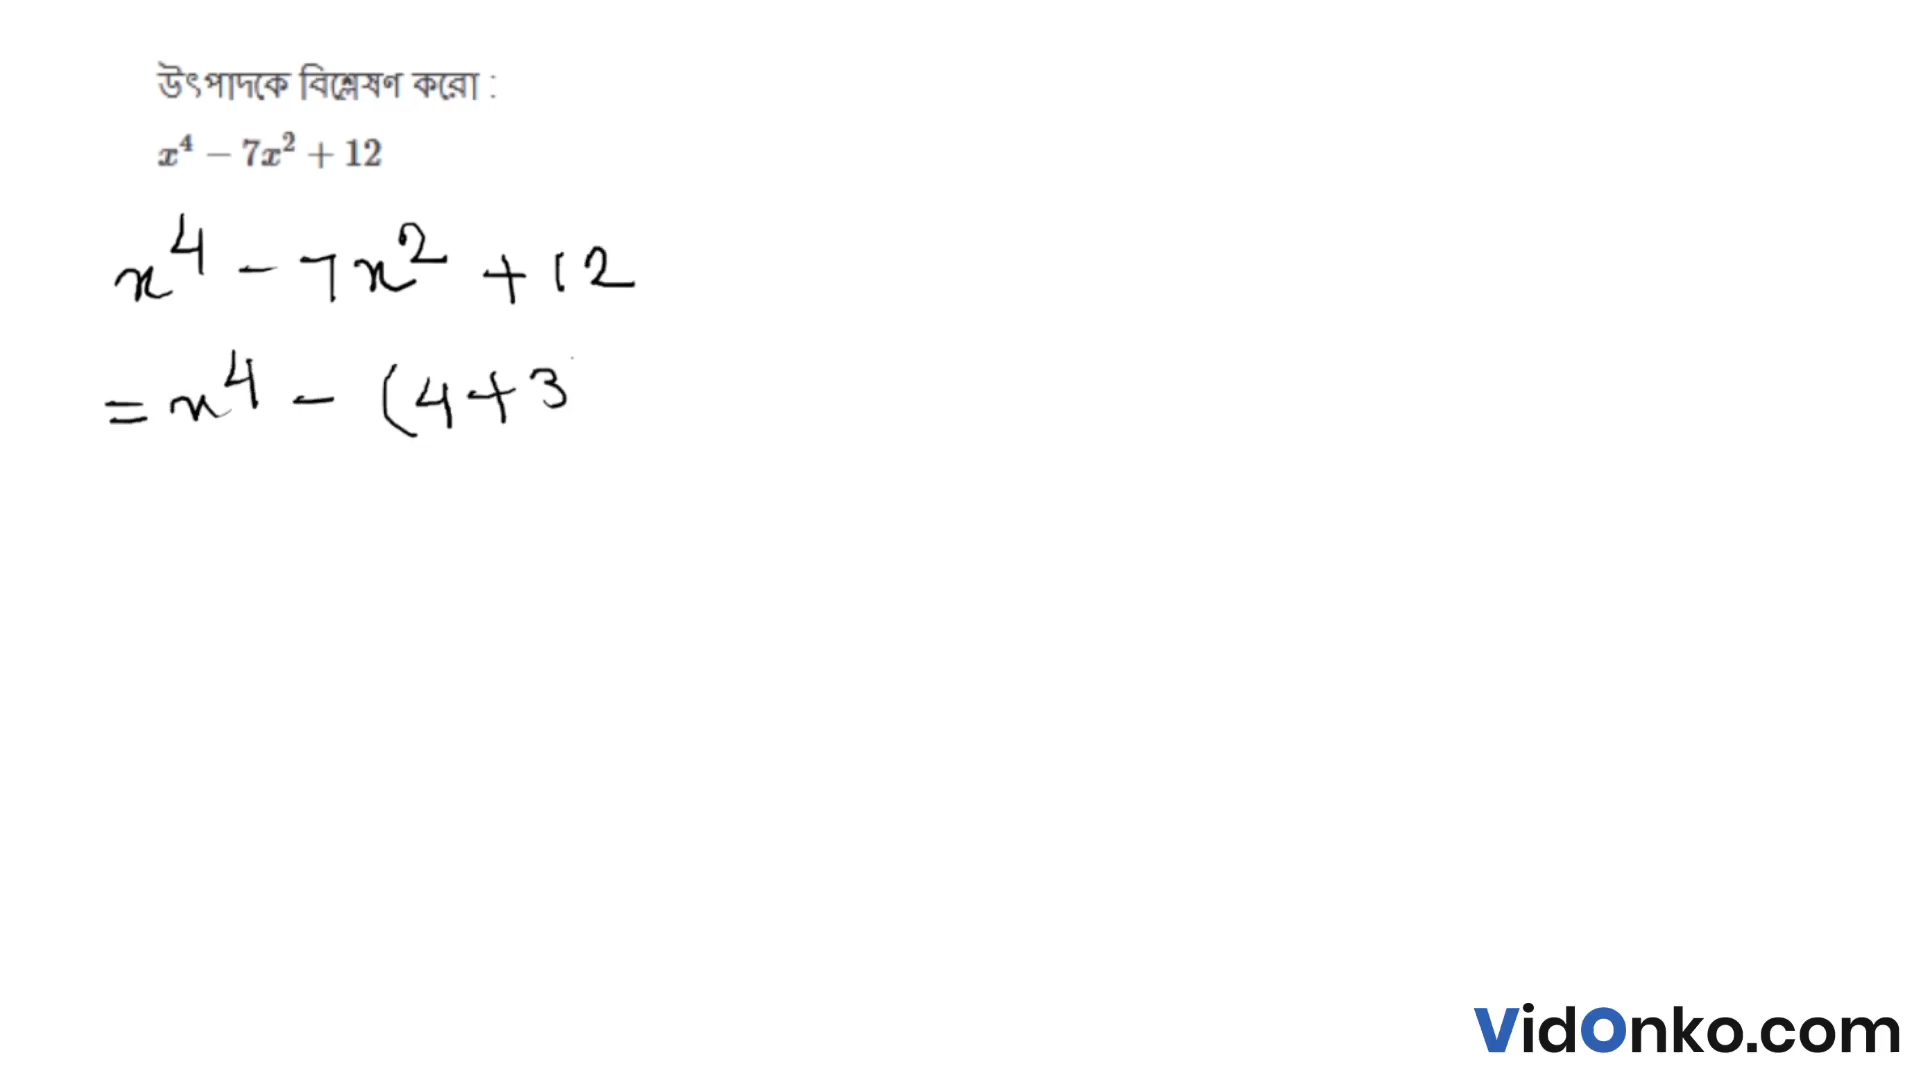 উৎপাদকে বিশ্লেষণ করো :
x⁴ − 7x² + 12
x⁴ − 7x² + 12
= x⁴ − (4+3
VidOnko.com